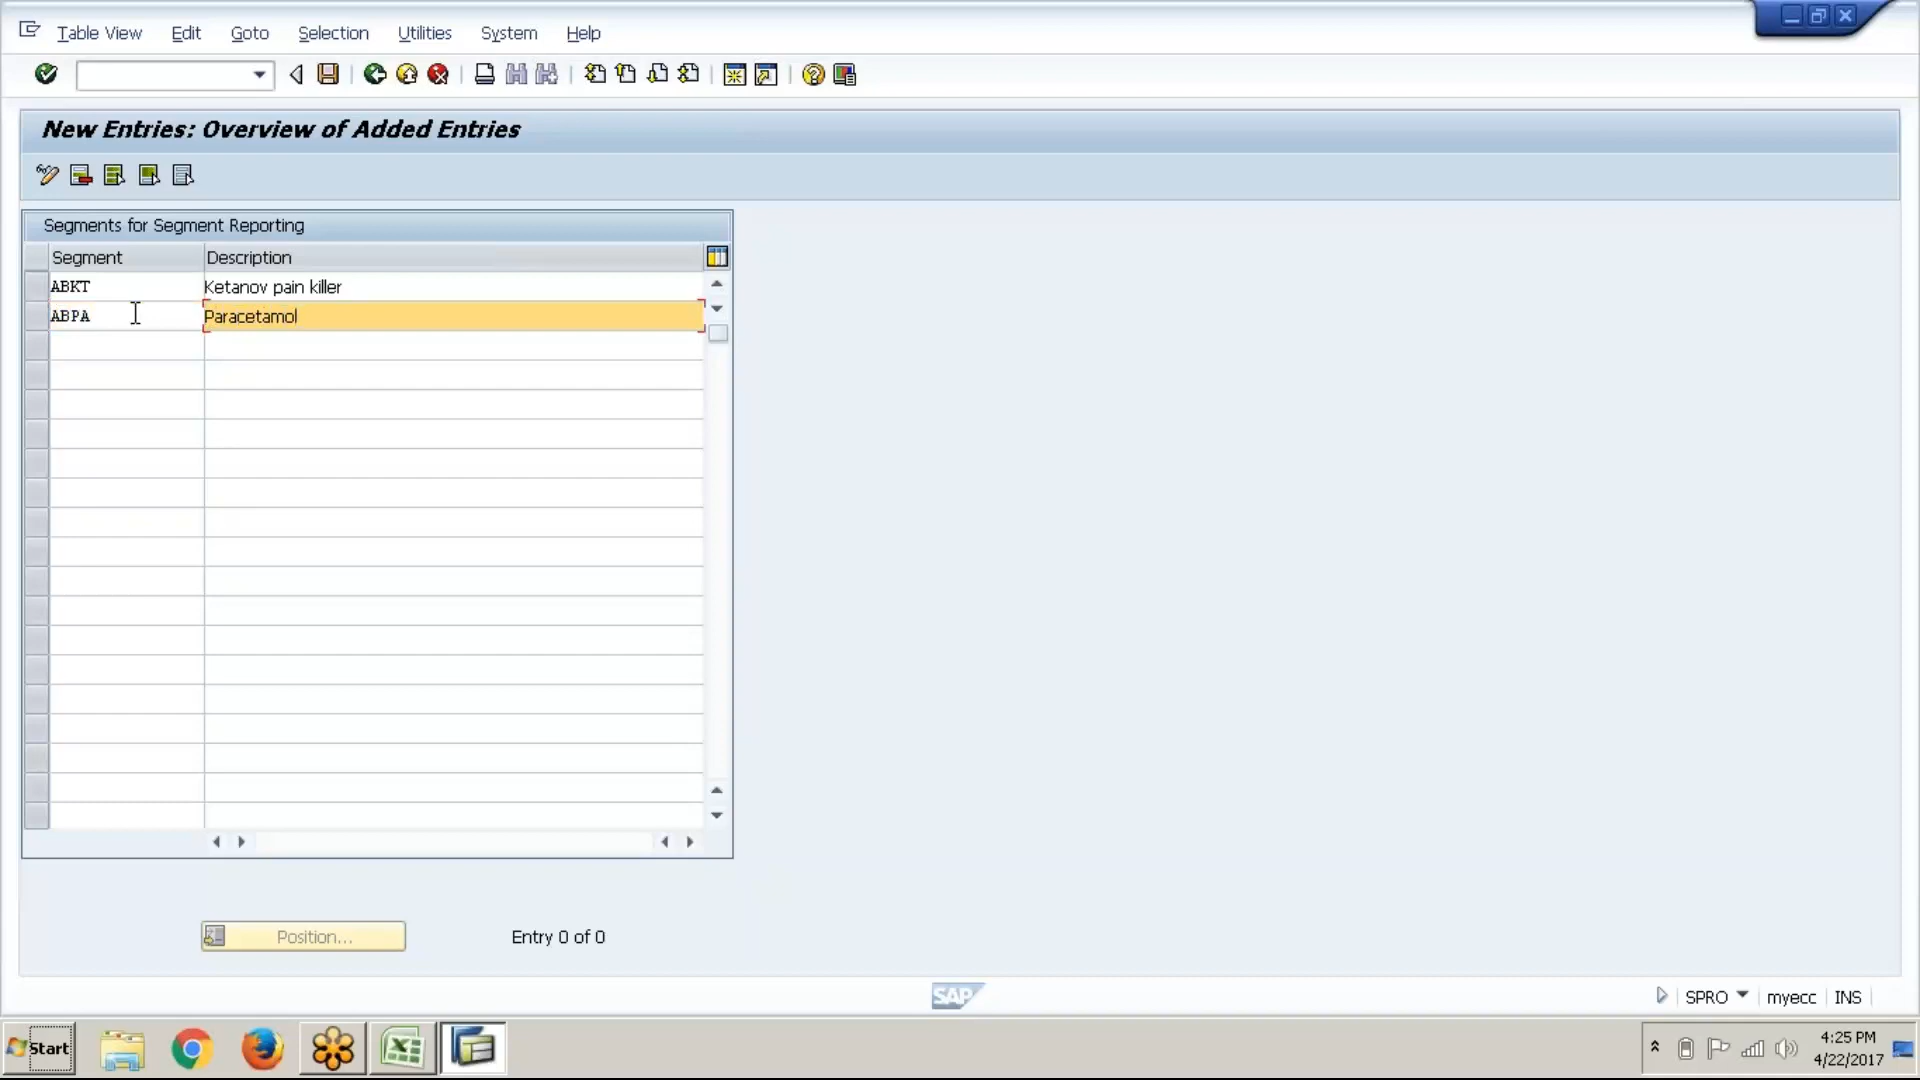 Table View Edit Goto Selection Utilities System Help
New Entries: Overview of Added Entries
Segments for Segment Reporting
Segment Description
ABKT Ketanov pain killer
ABPA Paracetamol
Position... Entry 0 of 0
SAP SPRO myecc INS
Start 4:25 PM
4/22/2017